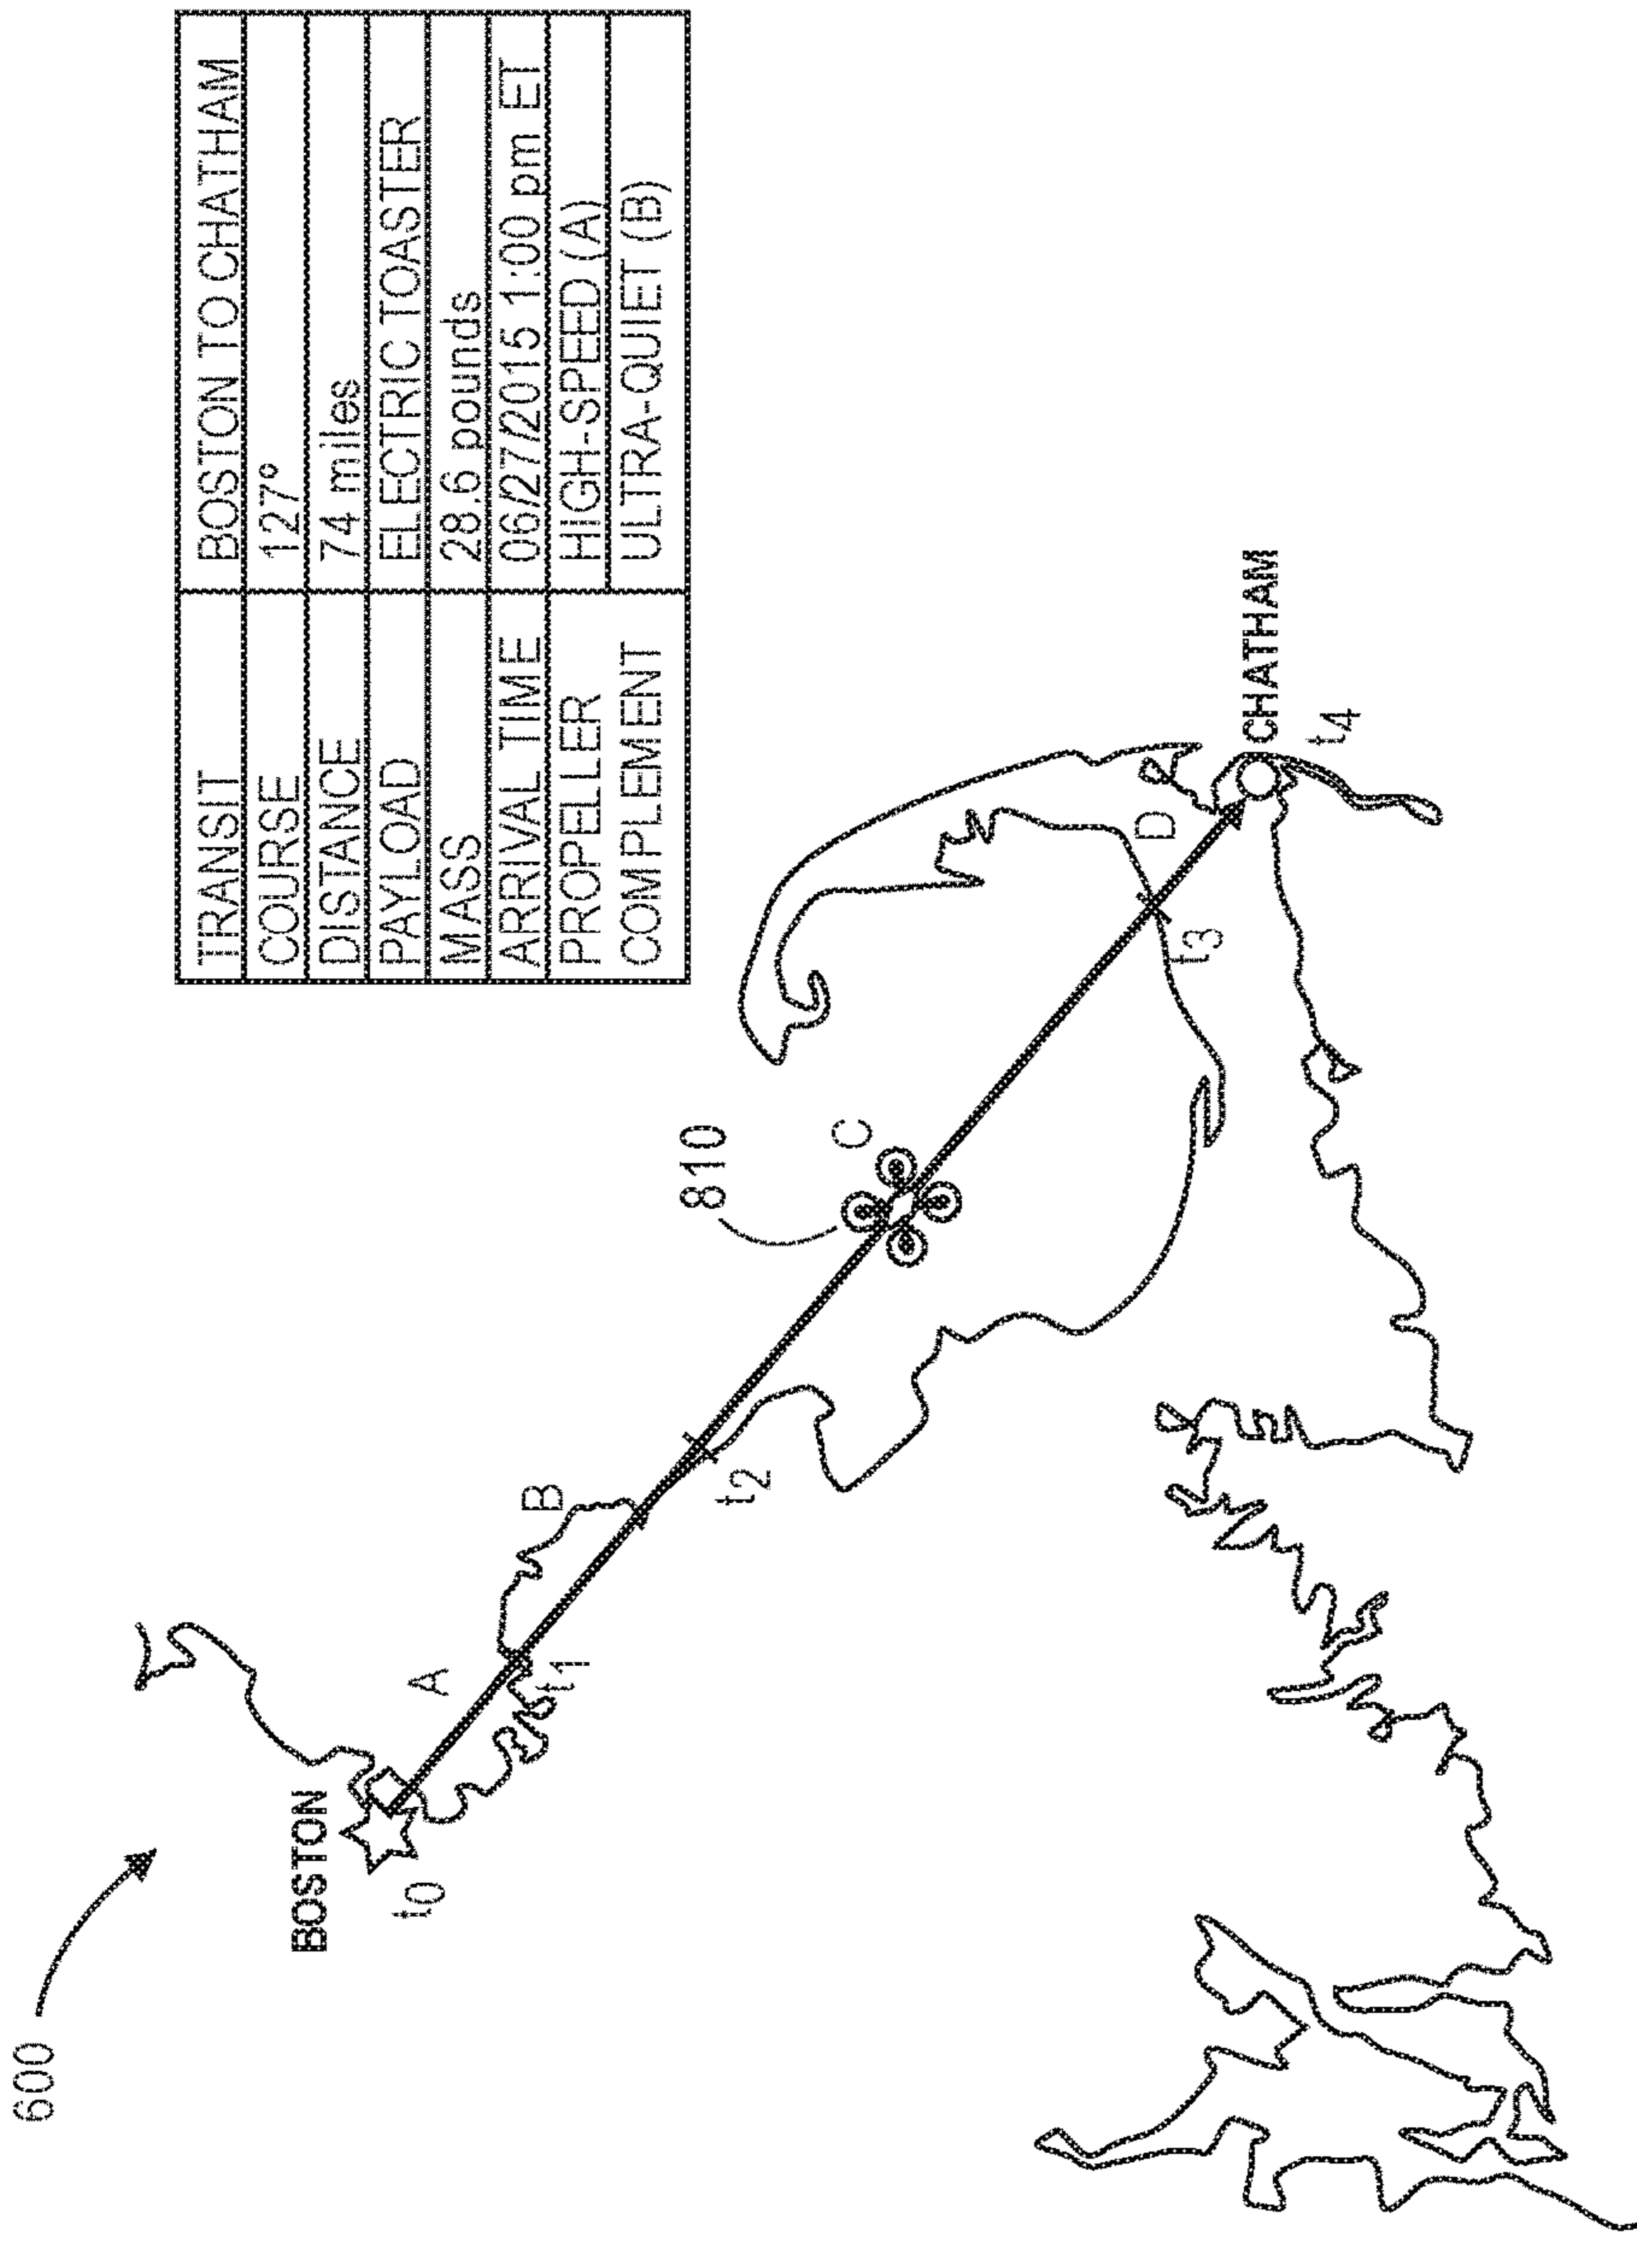 600
TRANSIT BOSTON TO CHATHAM
COURSE 127°
DISTANCE 74 miles
PAYLOAD ELECTRIC TOASTER
MASS 28.6 pounds
ARRIVAL TIME 06/27/2015 1:00 pm ET
PROPELLER HIGH-SPEED (A)
COMPLEMENT ULTRA-QUIET (B)
BOSTON
t0
A
t1
B
t2
810
C
t3
D
CHATHAM
t4